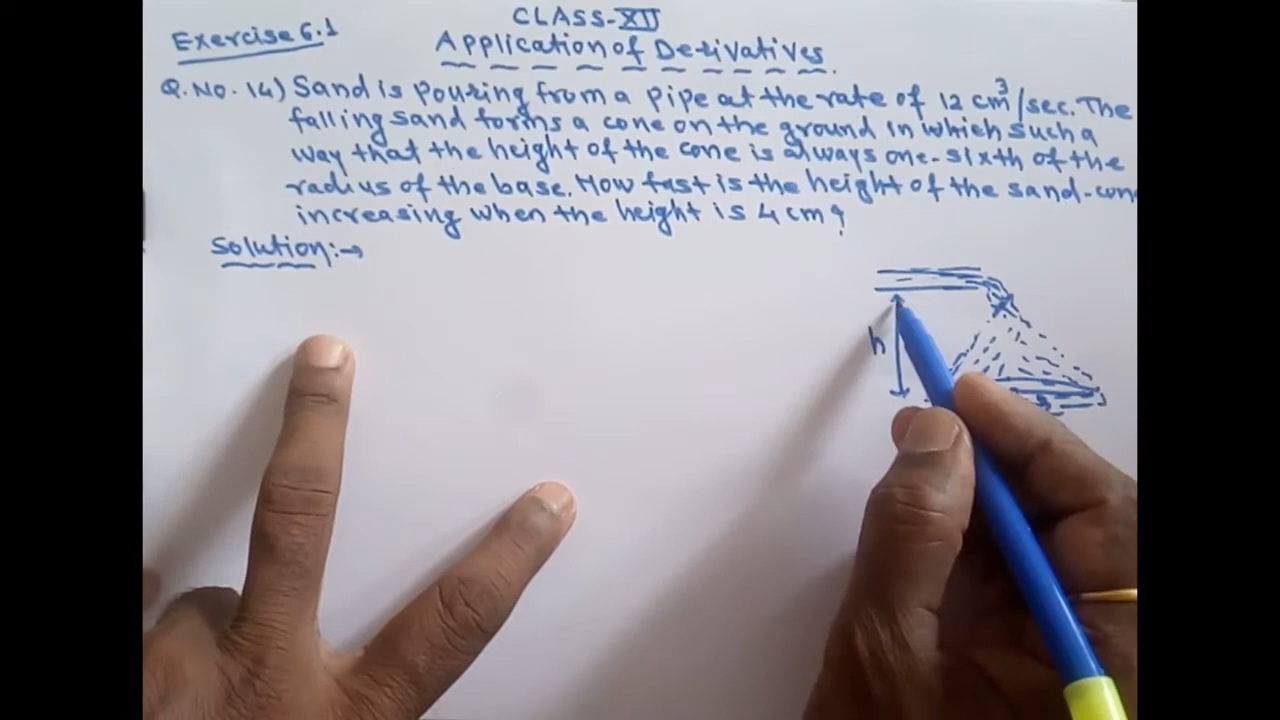 CLASS-XII
Exercise 6.1
Application of Derivatives
Q. No. 14) Sand is pouring from a pipe at the rate of 12 cm³/sec. The
falling sand forms a cone on the ground in which such a
way that the height of the cone is always one-sixth of the
radius of the base. How fast is the height of the sand-con
increasing when the height is 4 cm?
Solution:→
h